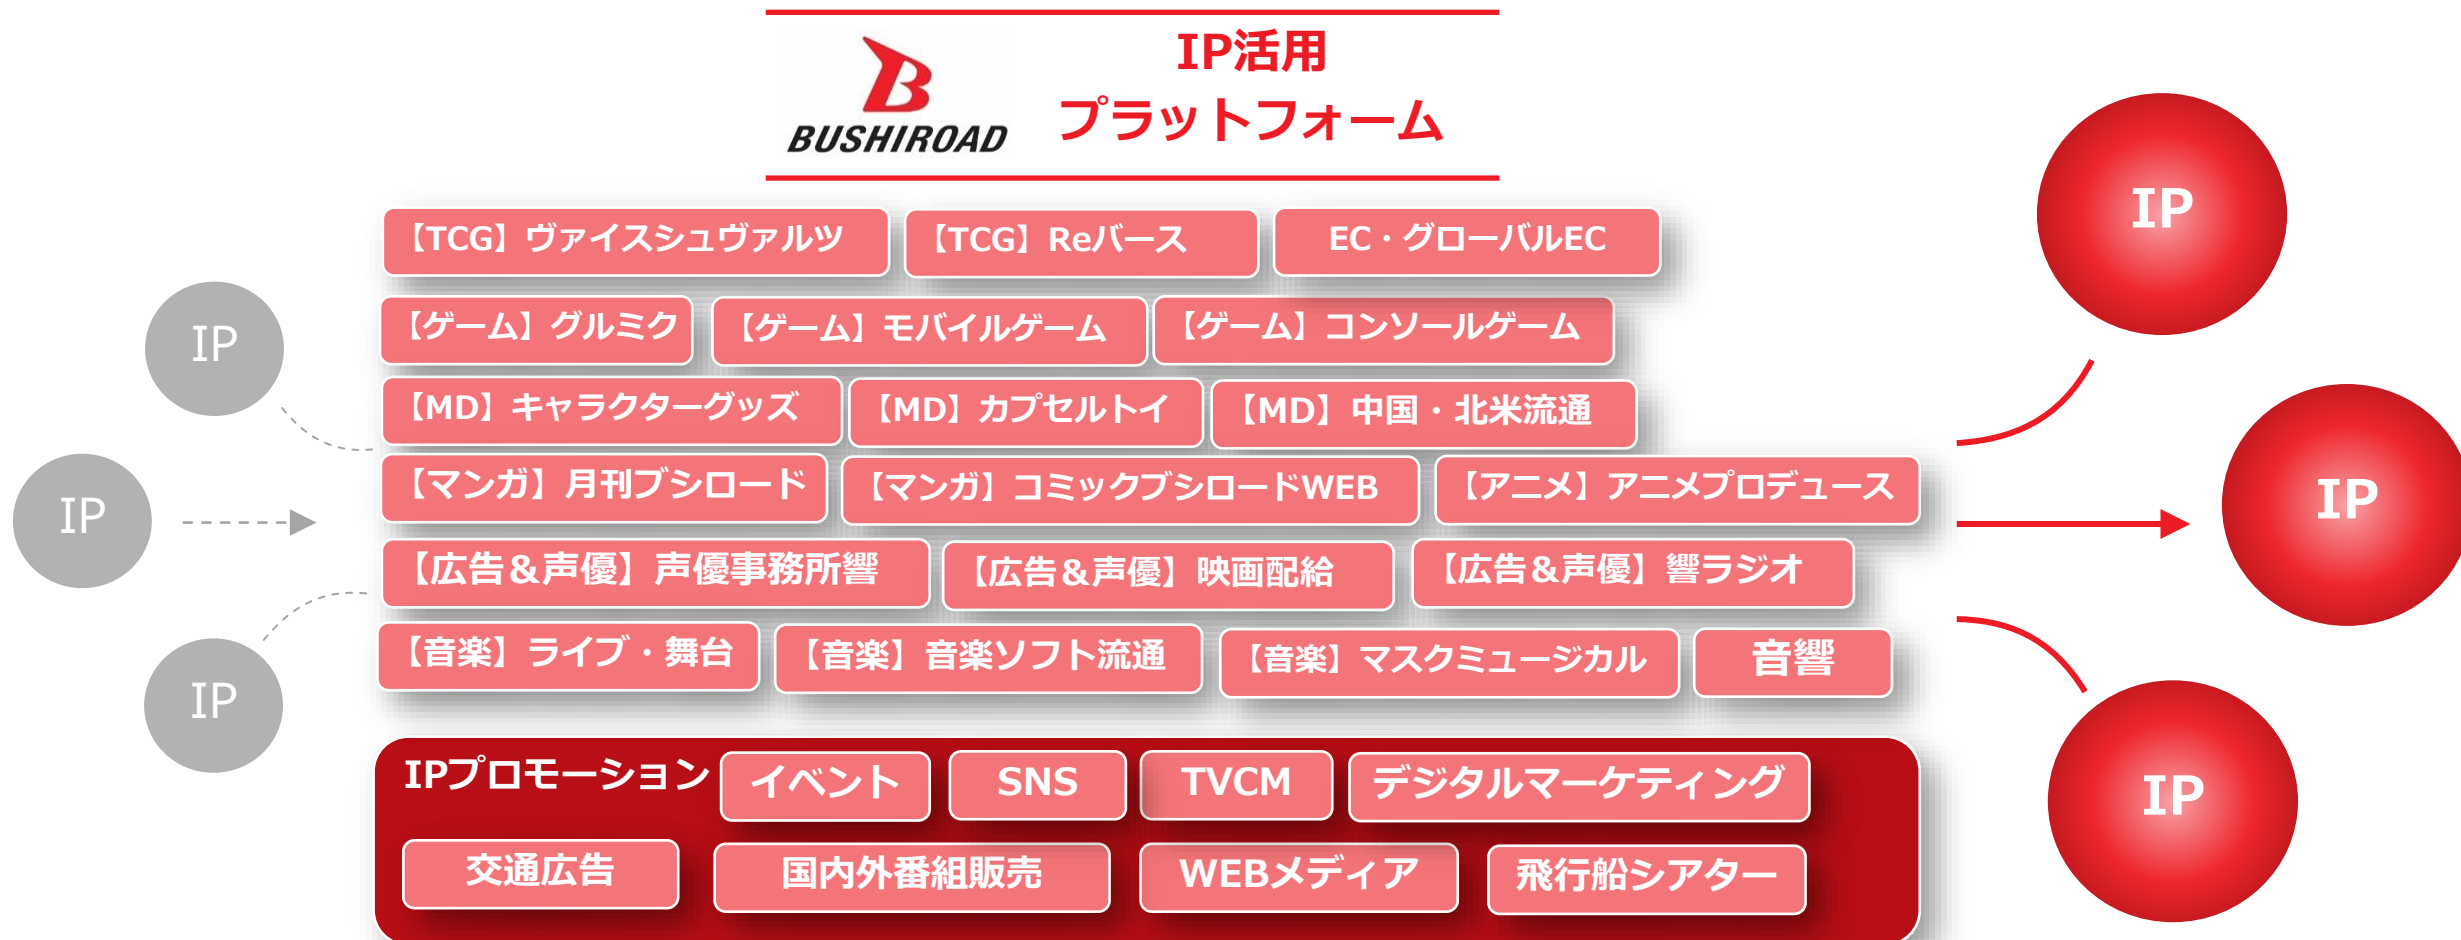 IP活用
プラットフォーム
BUSHIROAD
【TCG】ヴァイスシュヴァルツ
【TCG】Reバース
EC・グローバルEC
【ゲーム】グルミク
【ゲーム】モバイルゲーム
【ゲーム】コンソールゲーム
【MD】キャラクターグッズ
【MD】カプセルトイ
【MD】中国・北米流通
【マンガ】月刊ブシロード
【マンガ】コミックブシロードWEB
【アニメ】アニメプロデュース
【広告＆声優】声優事務所響
【広告＆声優】映画配給
【広告＆声優】響ラジオ
【音楽】ライブ・舞台
【音楽】音楽ソフト流通
【音楽】マスクミュージカル
音響
IPプロモーション
イベント
SNS
TVCM
デジタルマーケティング
交通広告
国内外番組販売
WEBメディア
飛行船シアター
IP
IP
IP
IP
IP
IP